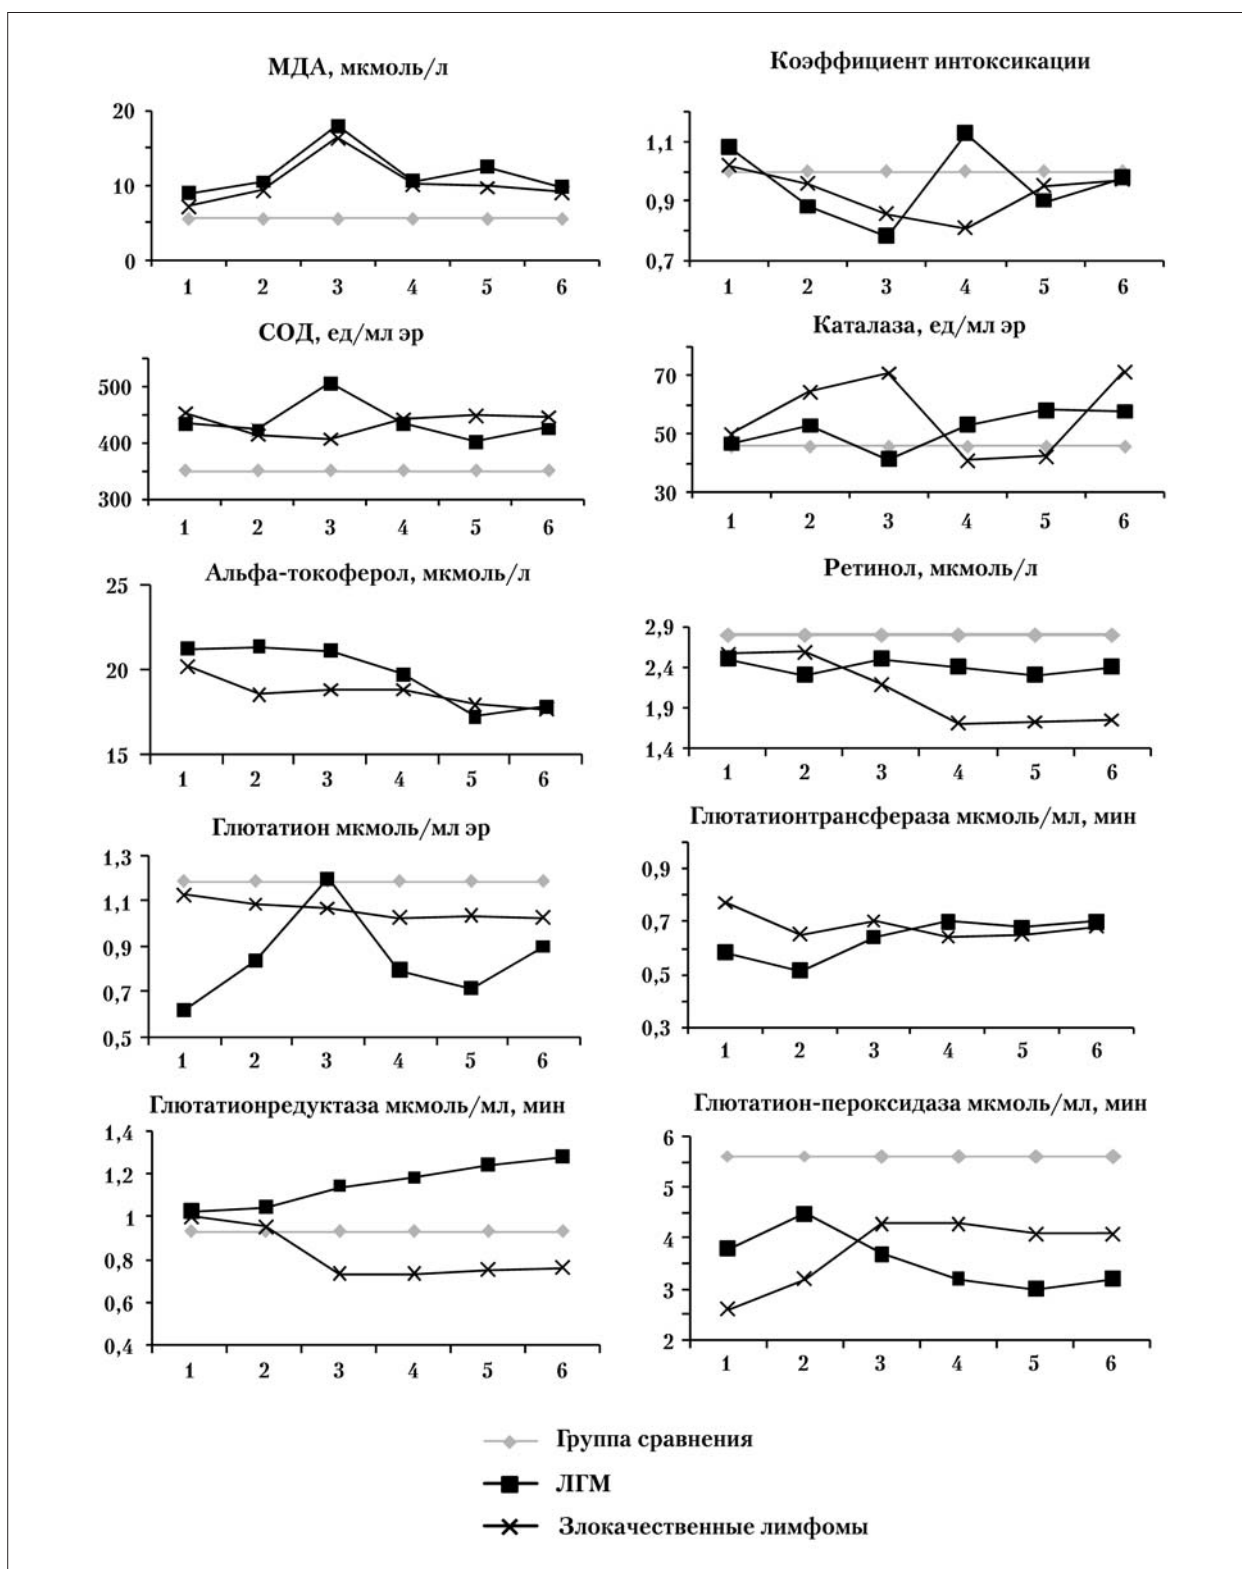 МДА, мкмоль/л
20
10
0
1 2 3 4 5 6
Коэффициент интоксикации
1,1
0,9
0,7
1 2 3 4 5 6
СОД, ед/мл эр
500
400
300
1 2 3 4 5 6
Каталаза, ед/мл эр
70
50
30
1 2 3 4 5 6
Альфа-токоферол, мкмоль/л
25
20
15
1 2 3 4 5 6
Ретинол, мкмоль/л
2,9
2,4
1,9
1,4
1 2 3 4 5 6
Глютатион мкмоль/мл эр
1,3
1,1
0,9
0,7
0,5
1 2 3 4 5 6
Глютатионтрансфераза мкмоль/мл, мин
0,9
0,7
0,5
0,3
1 2 3 4 5 6
Глютатионредуктаза мкмоль/мл, мин
1,4
1,2
1
0,8
0,6
0,4
1 2 3 4 5 6
Глютатион-пероксидаза мкмоль/мл, мин
6
5
4
3
2
1 2 3 4 5 6
Группа сравнения
ЛГМ
Злокачественные лимфомы